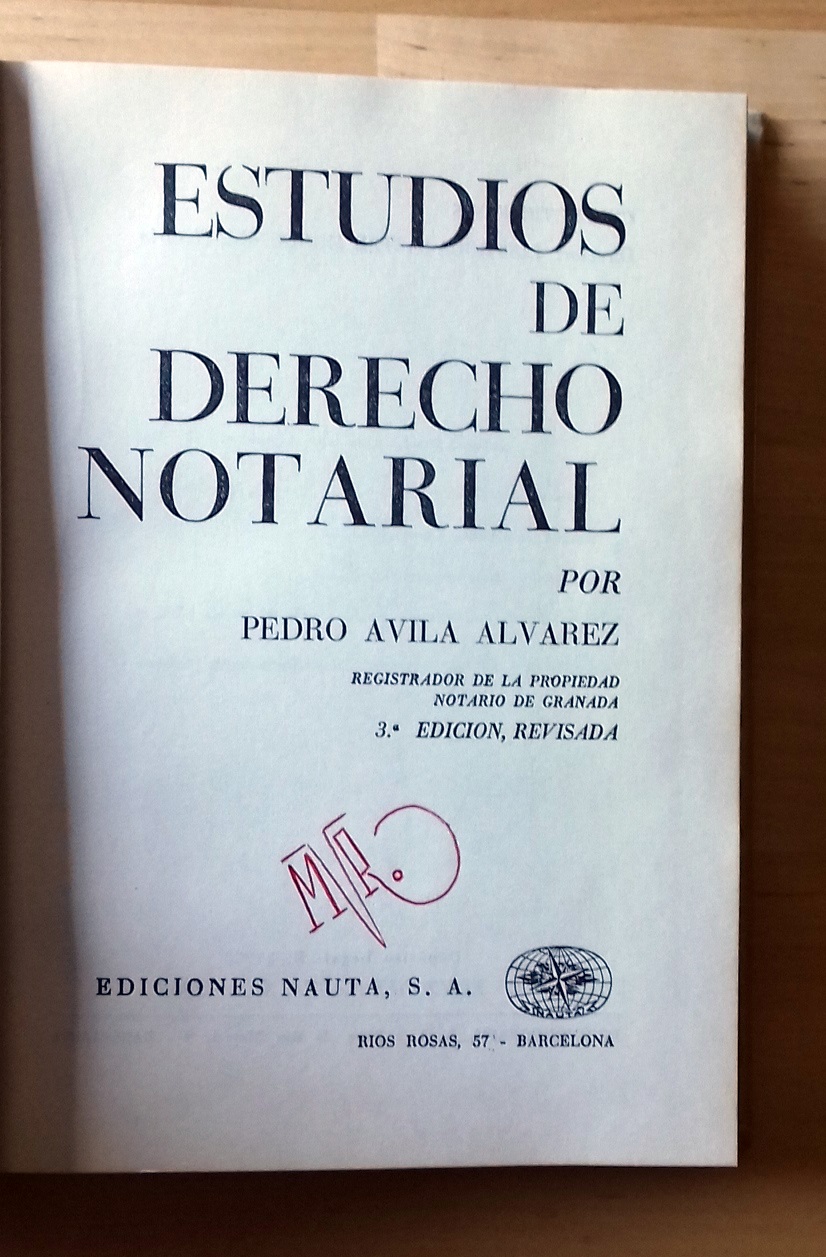 ESTUDIOS
DE
DERECHO
NOTARIAL
POR
PEDRO AVILA ALVAREZ
REGISTRADOR DE LA PROPIEDAD
NOTARIO DE GRANADA
3.ª EDICION, REVISADA
EDICIONES NAUTA, S. A.
RIOS ROSAS, 57 - BARCELONA